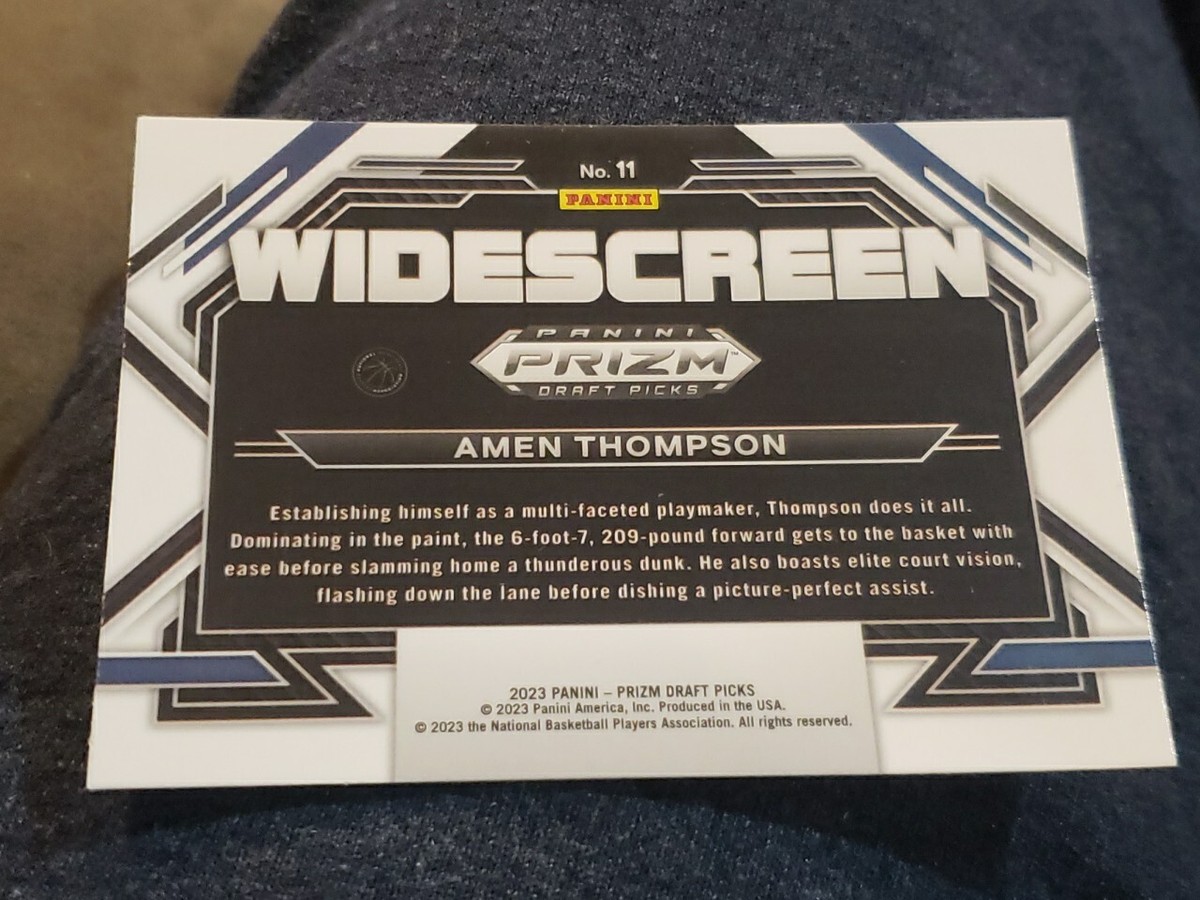 No. 11
PANINI
WIDESCREEN
PANINI
PRIZM™
DRAFT PICKS
AMEN THOMPSON
Establishing himself as a multi-faceted playmaker, Thompson does it all.
Dominating in the paint, the 6-foot-7, 209-pound forward gets to the basket with
ease before slamming home a thunderous dunk. He also boasts elite court vision,
flashing down the lane before dishing a picture-perfect assist.
2023 PANINI – PRIZM DRAFT PICKS
© 2023 Panini America, Inc. Produced in the USA.
© 2023 the National Basketball Players Association. All rights reserved.